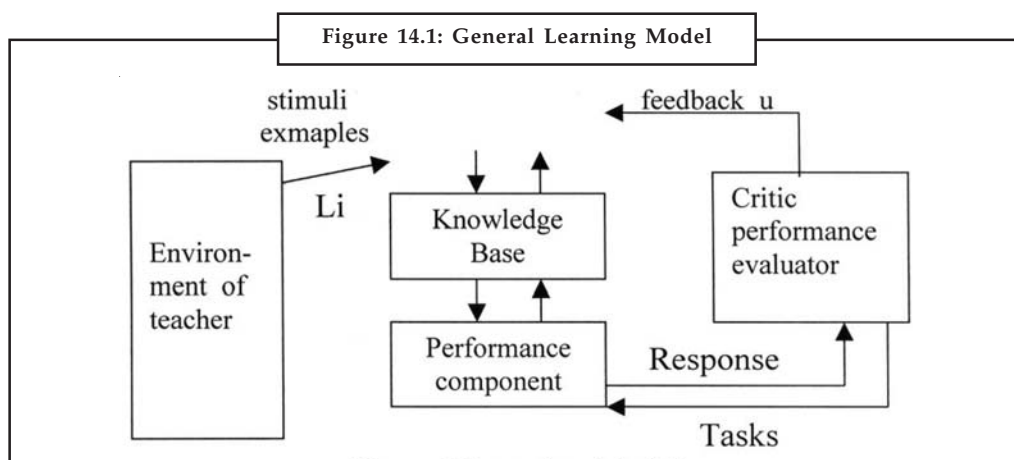 Figure 14.1: General Learning Model
stimuli
exmaples
feedback u
Li
Environ-
ment of
teacher
Knowledge
Base
Critic
performance
evaluator
Performance
component
Response
Tasks